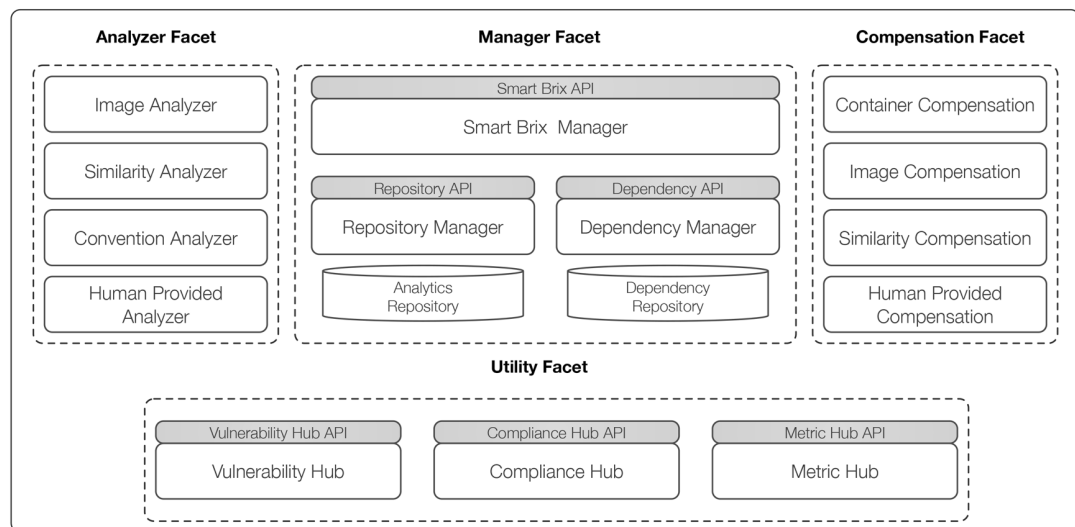 Analyzer Facet
Image Analyzer
Similarity Analyzer
Convention Analyzer
Human Provided
Analyzer
Manager Facet
Smart Brix API
Smart Brix Manager
Repository API
Repository Manager
Analytics
Repository
Dependency API
Dependency Manager
Dependency
Repository
Compensation Facet
Container Compensation
Image Compensation
Similarity Compensation
Human Provided
Compensation
Utility Facet
Vulnerability Hub API
Vulnerability Hub
Compliance Hub API
Compliance Hub
Metric Hub API
Metric Hub